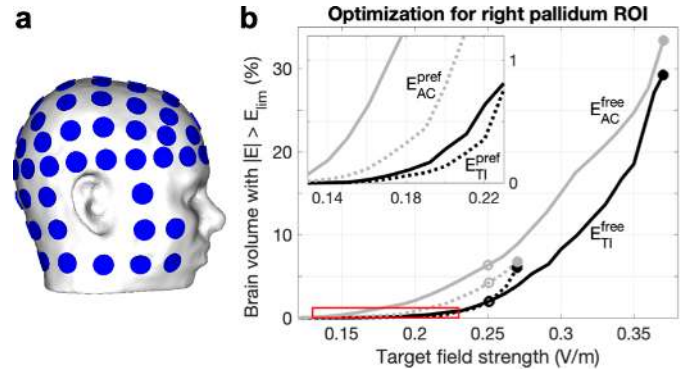 a
b
Optimization for right pallidum ROI
Brain volume with |E| > E_lim (%)
30
20
10
0
1
0
0.14
0.18
0.22
E_AC^pref
E_TI^pref
E_AC^free
E_TI^free
0.15
0.2
0.25
0.3
0.35
Target field strength (V/m)